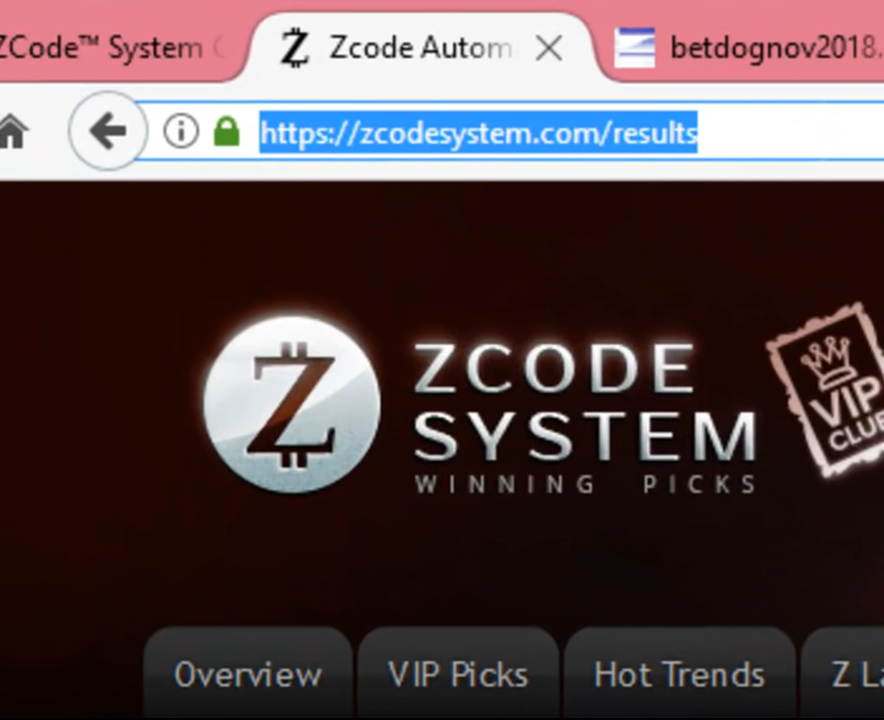 ZCode™ System
Zcode Autom
betdognov2018.
https://zcodesystem.com/results
ZCODE
SYSTEM
WINNING PICKS
VIP
CLUB
Overview
VIP Picks
Hot Trends
Z La